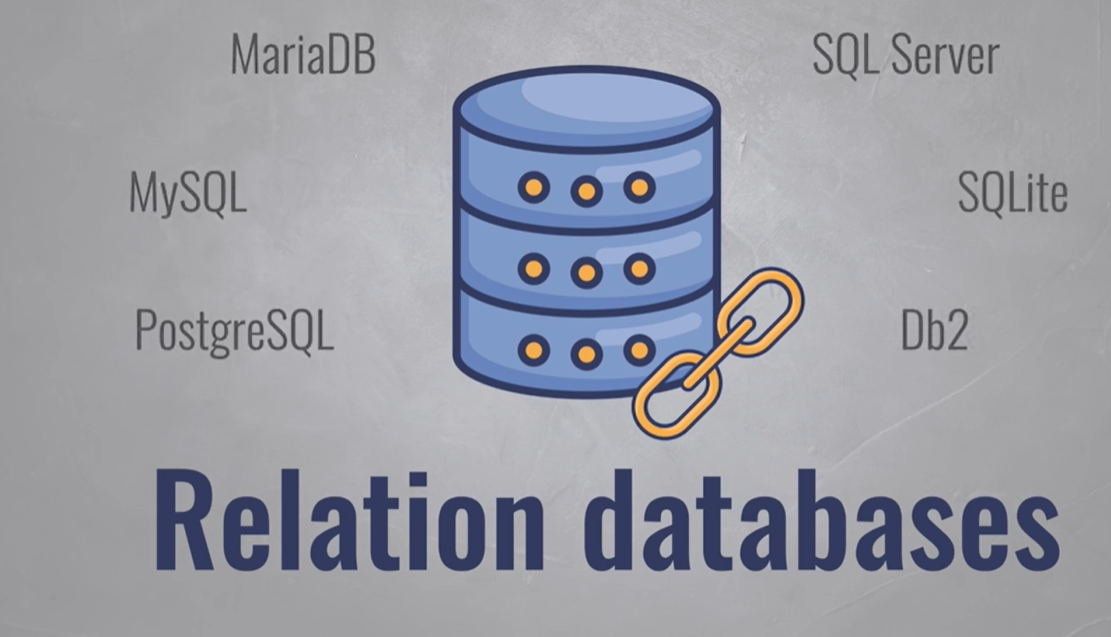 MariaDB
SQL Server
MySQL
SQLite
PostgreSQL
Db2
Relation databases